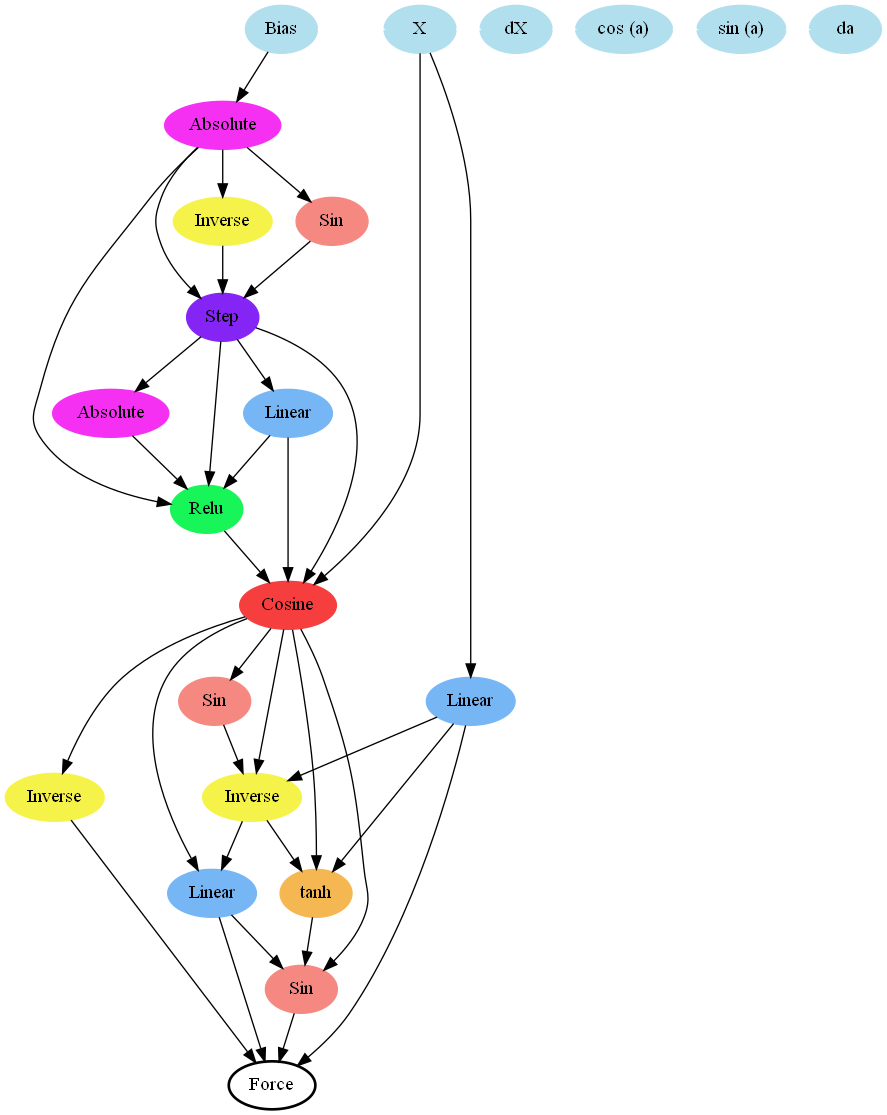 Bias
X
dX
cos (a)
sin (a)
da
Absolute
Inverse
Sin
Step
Absolute
Linear
Relu
Cosine
Sin
Linear
Inverse
Inverse
Linear
tanh
Sin
Force